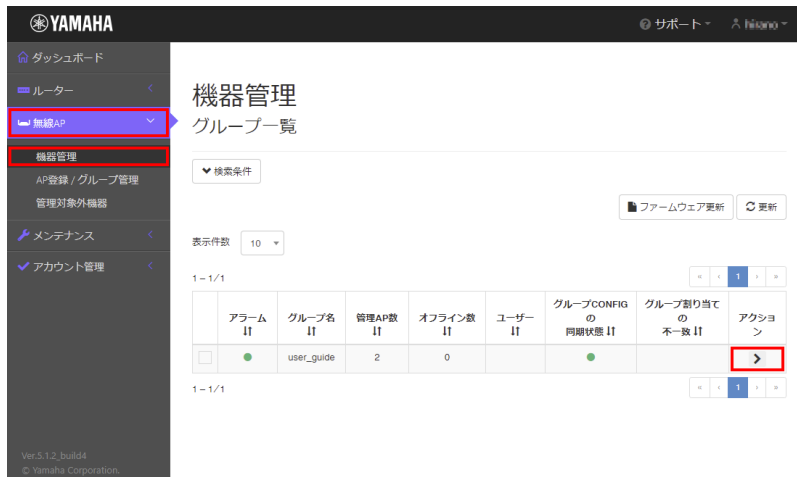 YAMAHA
サポート
ダッシュボード
ルーター
無線AP
機器管理
AP登録 / グループ管理
管理対象外機器
メンテナンス
アカウント管理
Ver.5.1.2_build4
© Yamaha Corporation.
機器管理
グループ一覧
検索条件
ファームウェア更新
更新
表示件数 10
1 – 1/1
« ‹ 1 › »
アラーム グループ名 管理AP数 オフライン数 ユーザー グループCONFIG グループ割り当て アクショ
の の ン
同期状態 不一致
user_guide 2 0
1 – 1/1
« ‹ 1 › »